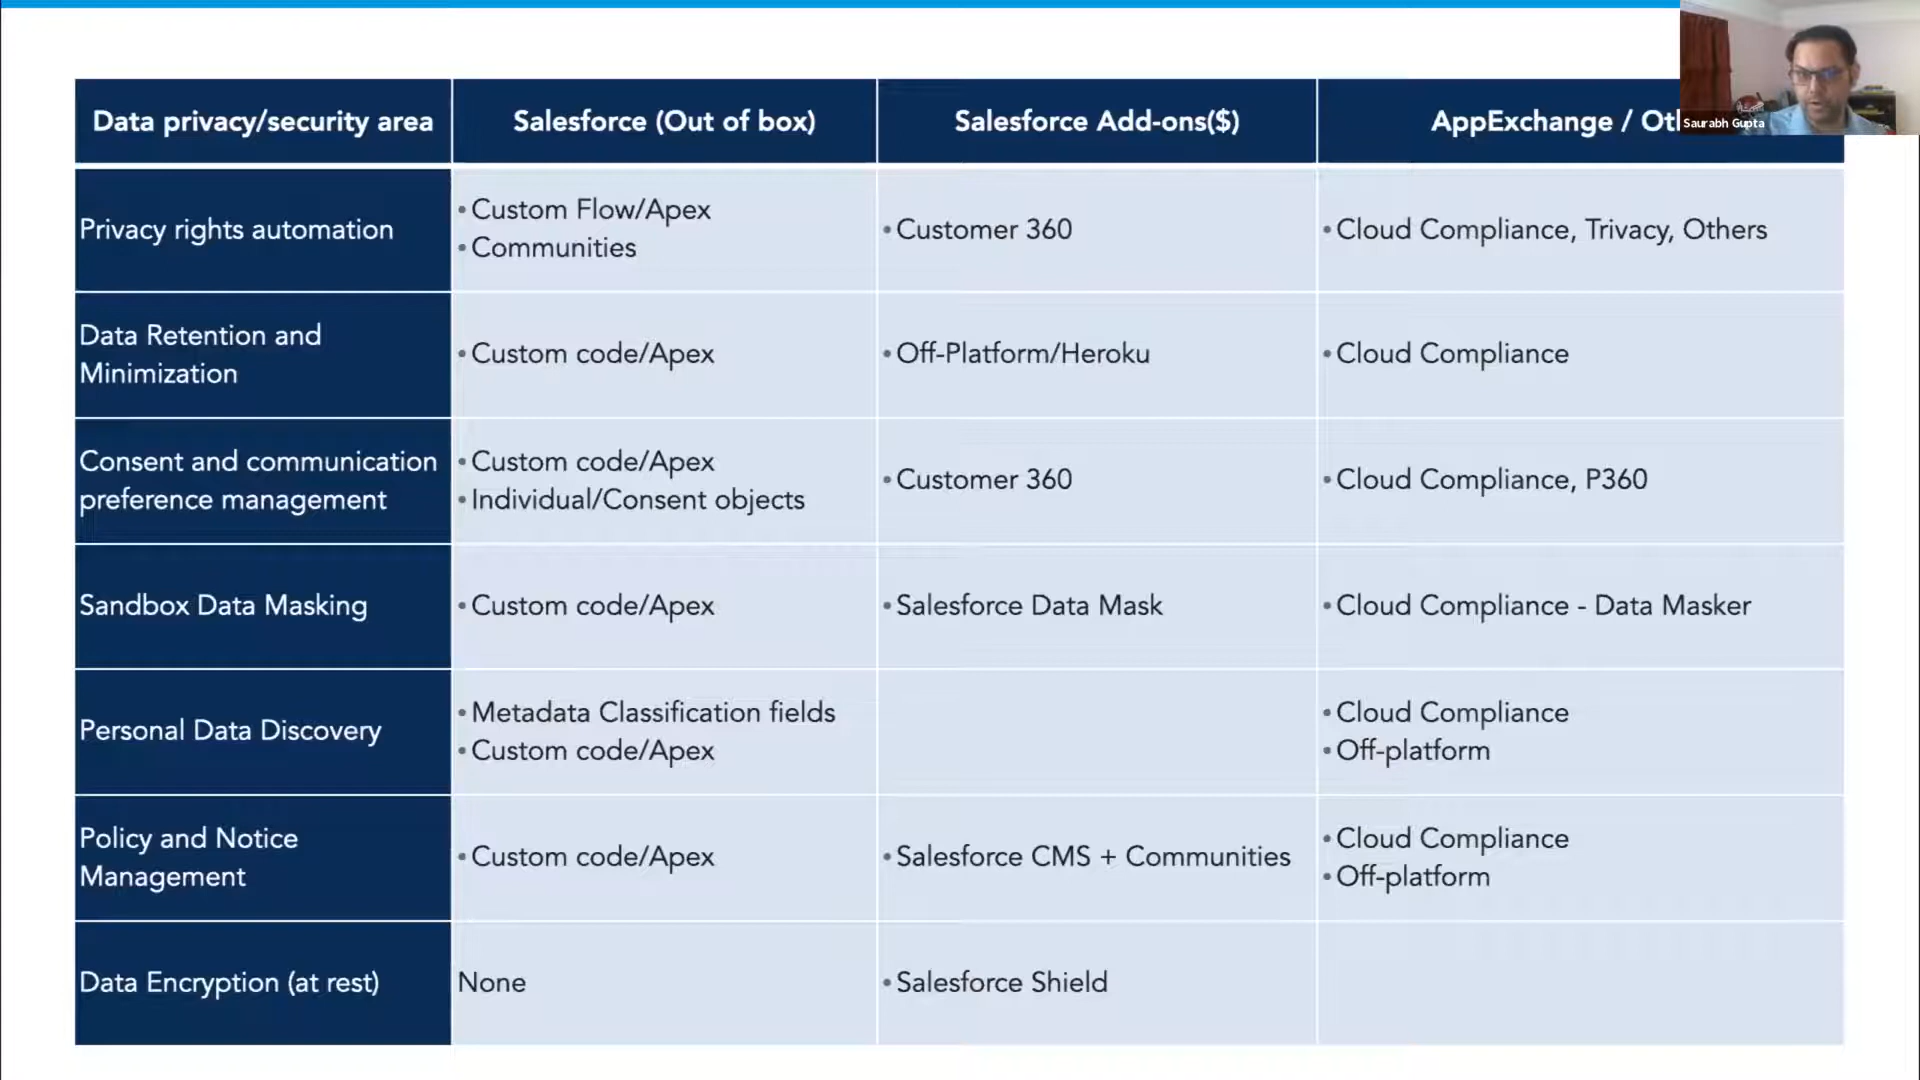 Data privacy/security area
Salesforce (Out of box)
Salesforce Add-ons($)
AppExchange /
Saurabh Gupta
Privacy rights automation
• Custom Flow/Apex
• Communities
• Customer 360
• Cloud Compliance, Trivacy, Others
Data Retention and
Minimization
• Custom code/Apex
• Off-Platform/Heroku
• Cloud Compliance
Consent and communication
preference management
• Custom code/Apex
• Individual/Consent objects
• Customer 360
• Cloud Compliance, P360
Sandbox Data Masking
• Custom code/Apex
• Salesforce Data Mask
• Cloud Compliance - Data Masker
Personal Data Discovery
• Metadata Classification fields
• Custom code/Apex
• Cloud Compliance
• Off-platform
Policy and Notice
Management
• Custom code/Apex
• Salesforce CMS + Communities
• Cloud Compliance
• Off-platform
Data Encryption (at rest)
None
• Salesforce Shield